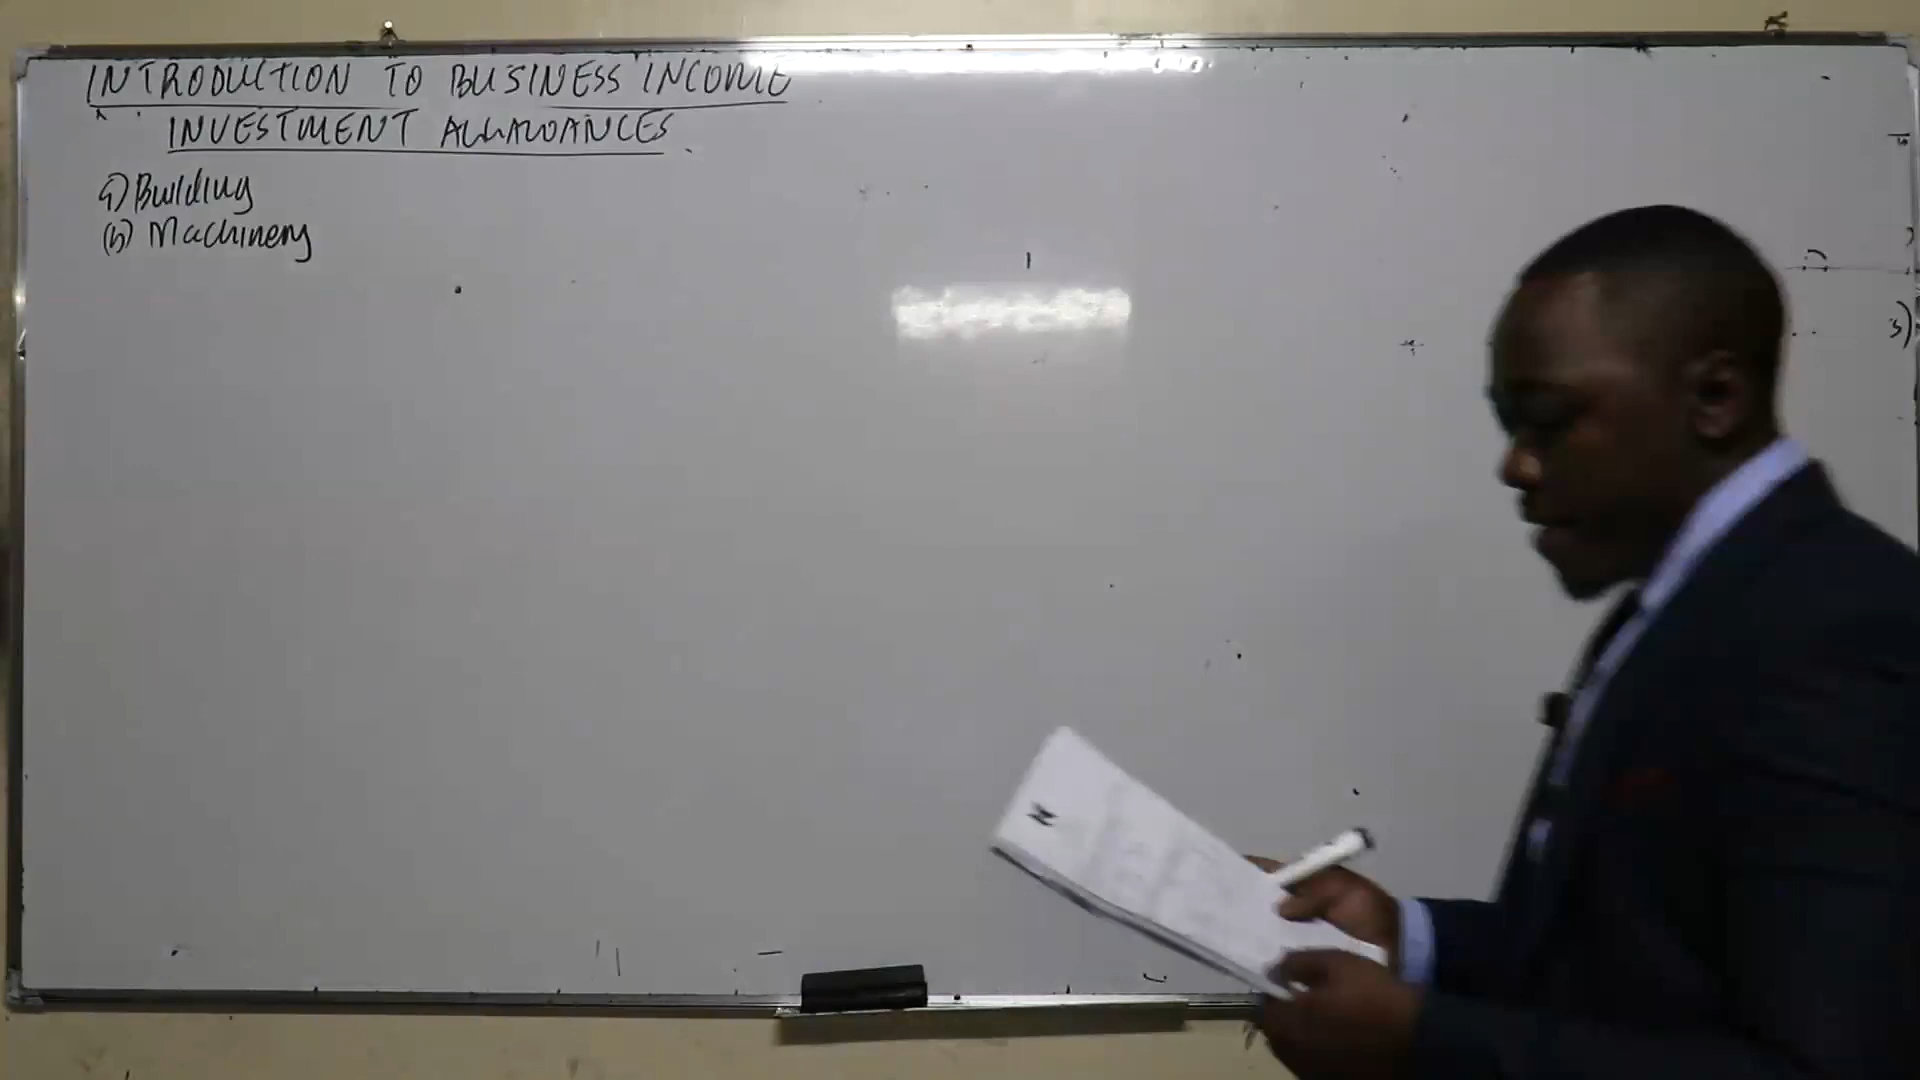 INTRODUCTION TO BUSINESS INCOME
INVESTMENT ALLOWANCES
a) Building
(b) Machinery